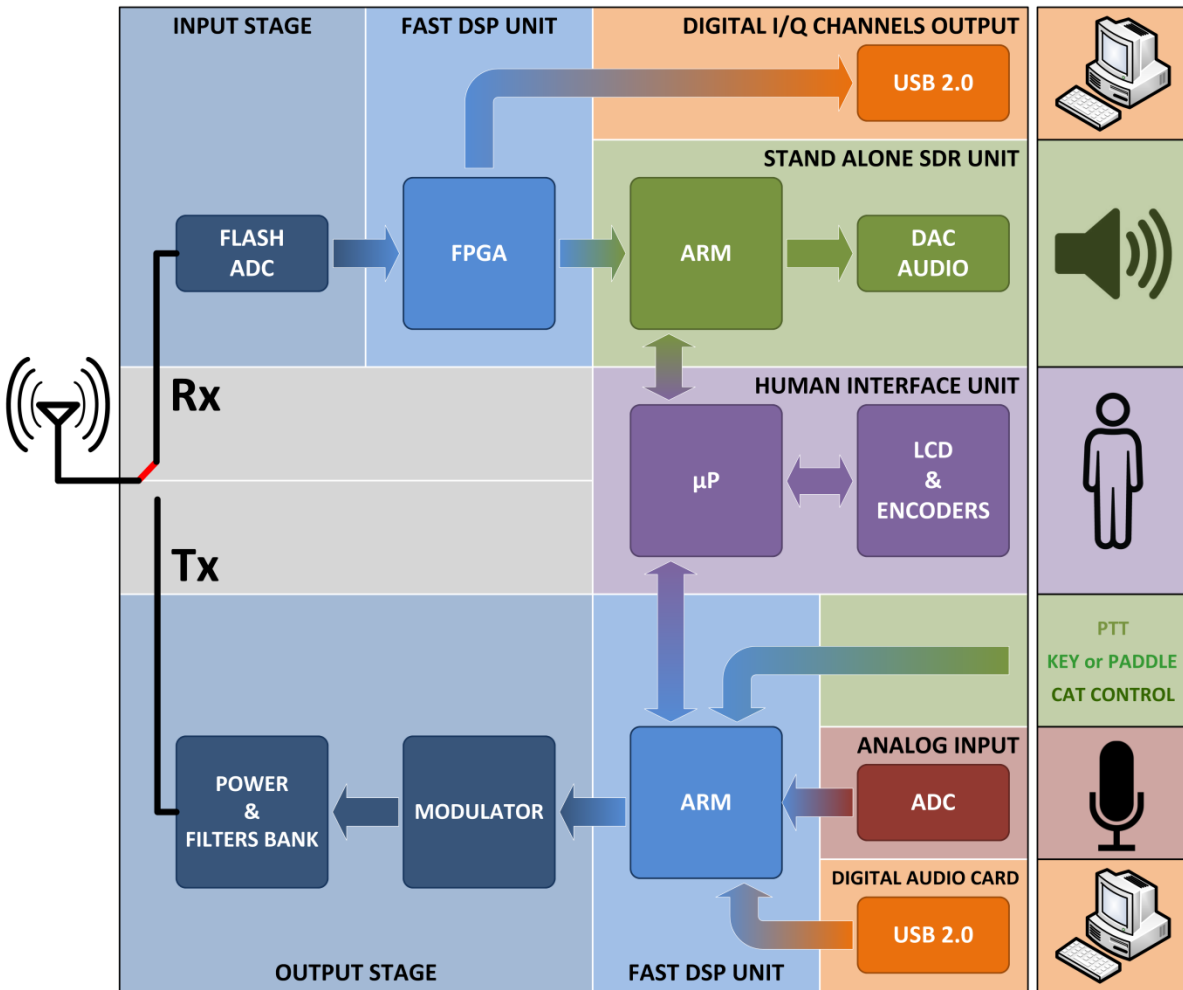 INPUT STAGE
FAST DSP UNIT
DIGITAL I/Q CHANNELS OUTPUT
USB 2.0
STAND ALONE SDR UNIT
FLASH
ADC
FPGA
ARM
DAC
AUDIO
Rx
HUMAN INTERFACE UNIT
µP
LCD
&
ENCODERS
Tx
PTT
KEY or PADDLE
CAT CONTROL
ANALOG INPUT
POWER
&
FILTERS BANK
MODULATOR
ARM
ADC
DIGITAL AUDIO CARD
USB 2.0
OUTPUT STAGE
FAST DSP UNIT